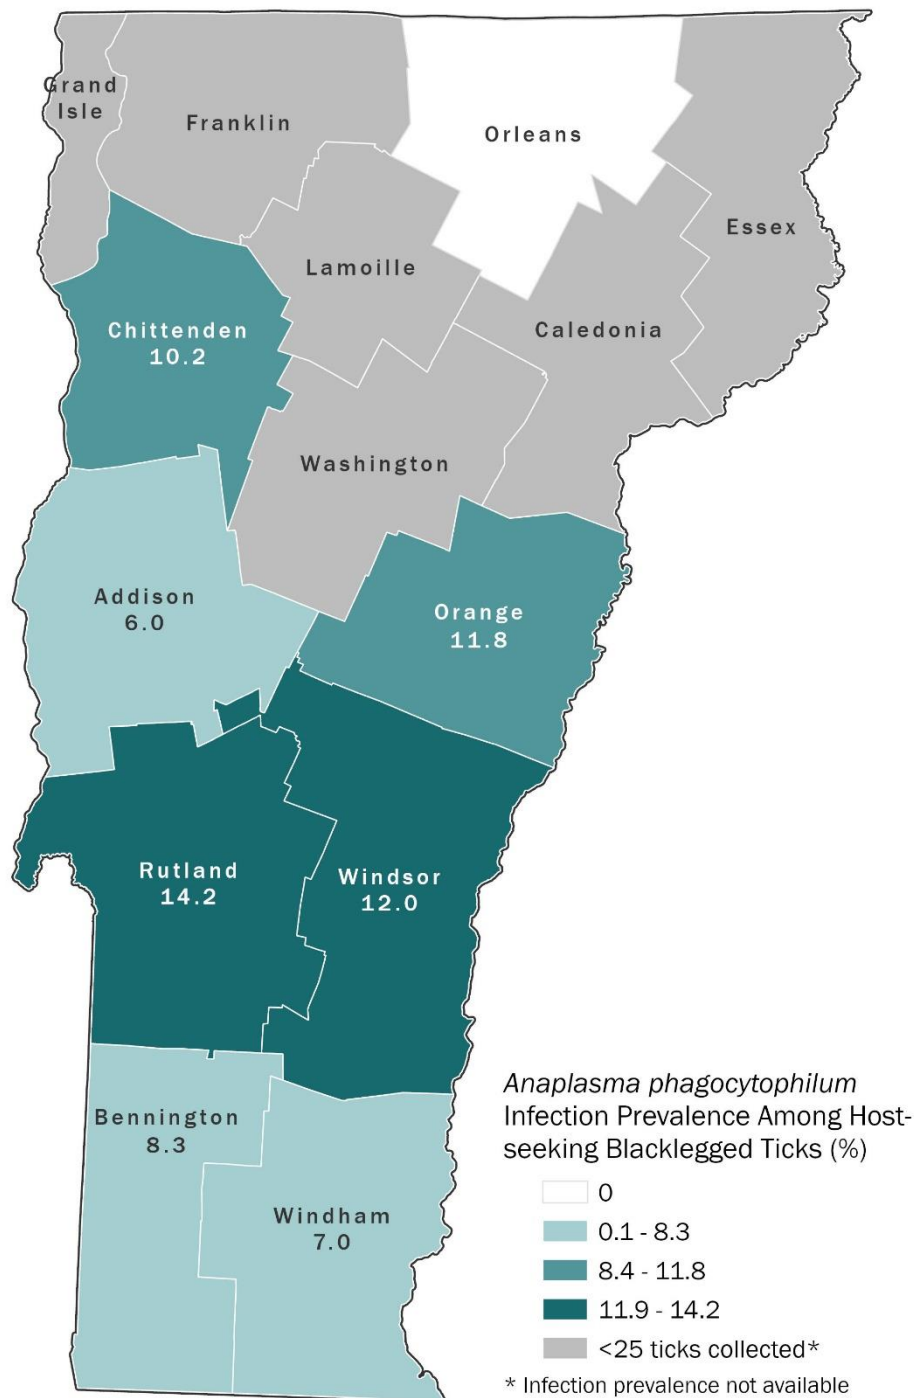 Grand
Isle
Franklin
Orleans
Essex
Lamoille
Chittenden
10.2
Caledonia
Washington
Addison
6.0
Orange
11.8
Rutland
14.2
Windsor
12.0
Bennington
8.3
Windham
7.0
Anaplasma phagocytophilum
Infection Prevalence Among Host-
seeking Blacklegged Ticks (%)
0
0.1 - 8.3
8.4 - 11.8
11.9 - 14.2
<25 ticks collected*
* Infection prevalence not available